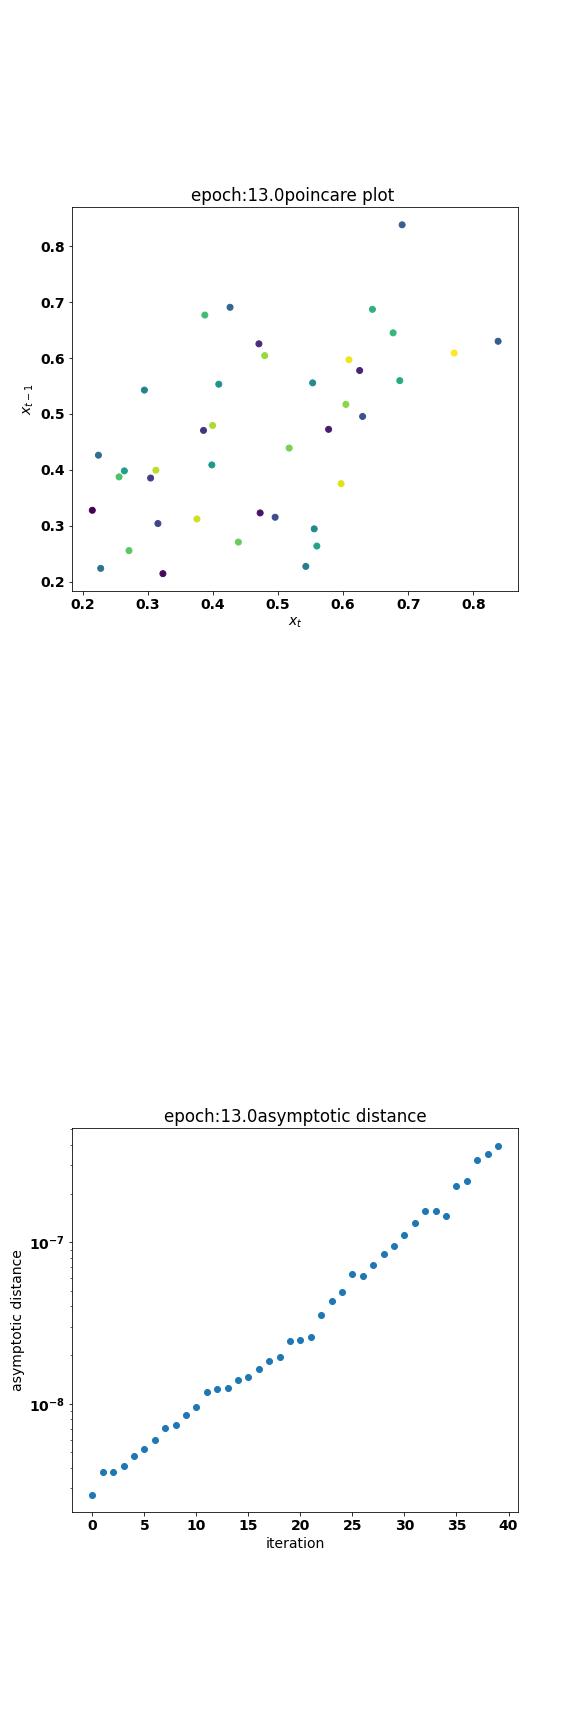 epoch:13.0poincare plot
0.8
0.7
0.6
0.5
0.4
0.3
0.2
x_{t-1}
0.2 0.3 0.4 0.5 0.6 0.7 0.8
x_t
epoch:13.0asymptotic distance
10^{-7}
10^{-8}
asymptotic distance
0 5 10 15 20 25 30 35 40
iteration